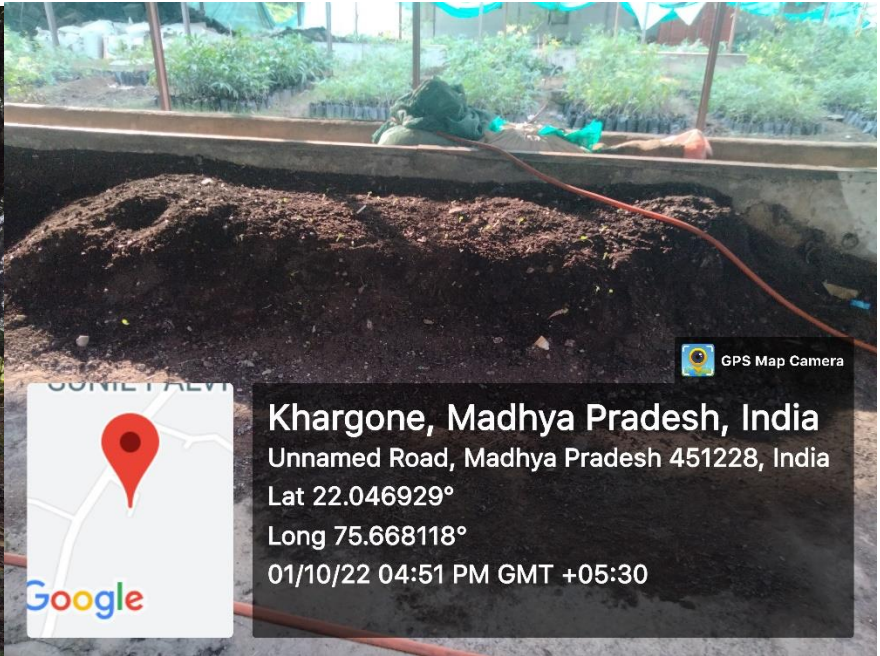 GPS Map Camera
Khargone, Madhya Pradesh, India
Unnamed Road, Madhya Pradesh 451228, India
Lat 22.046929°
Long 75.668118°
01/10/22 04:51 PM GMT +05:30
Google